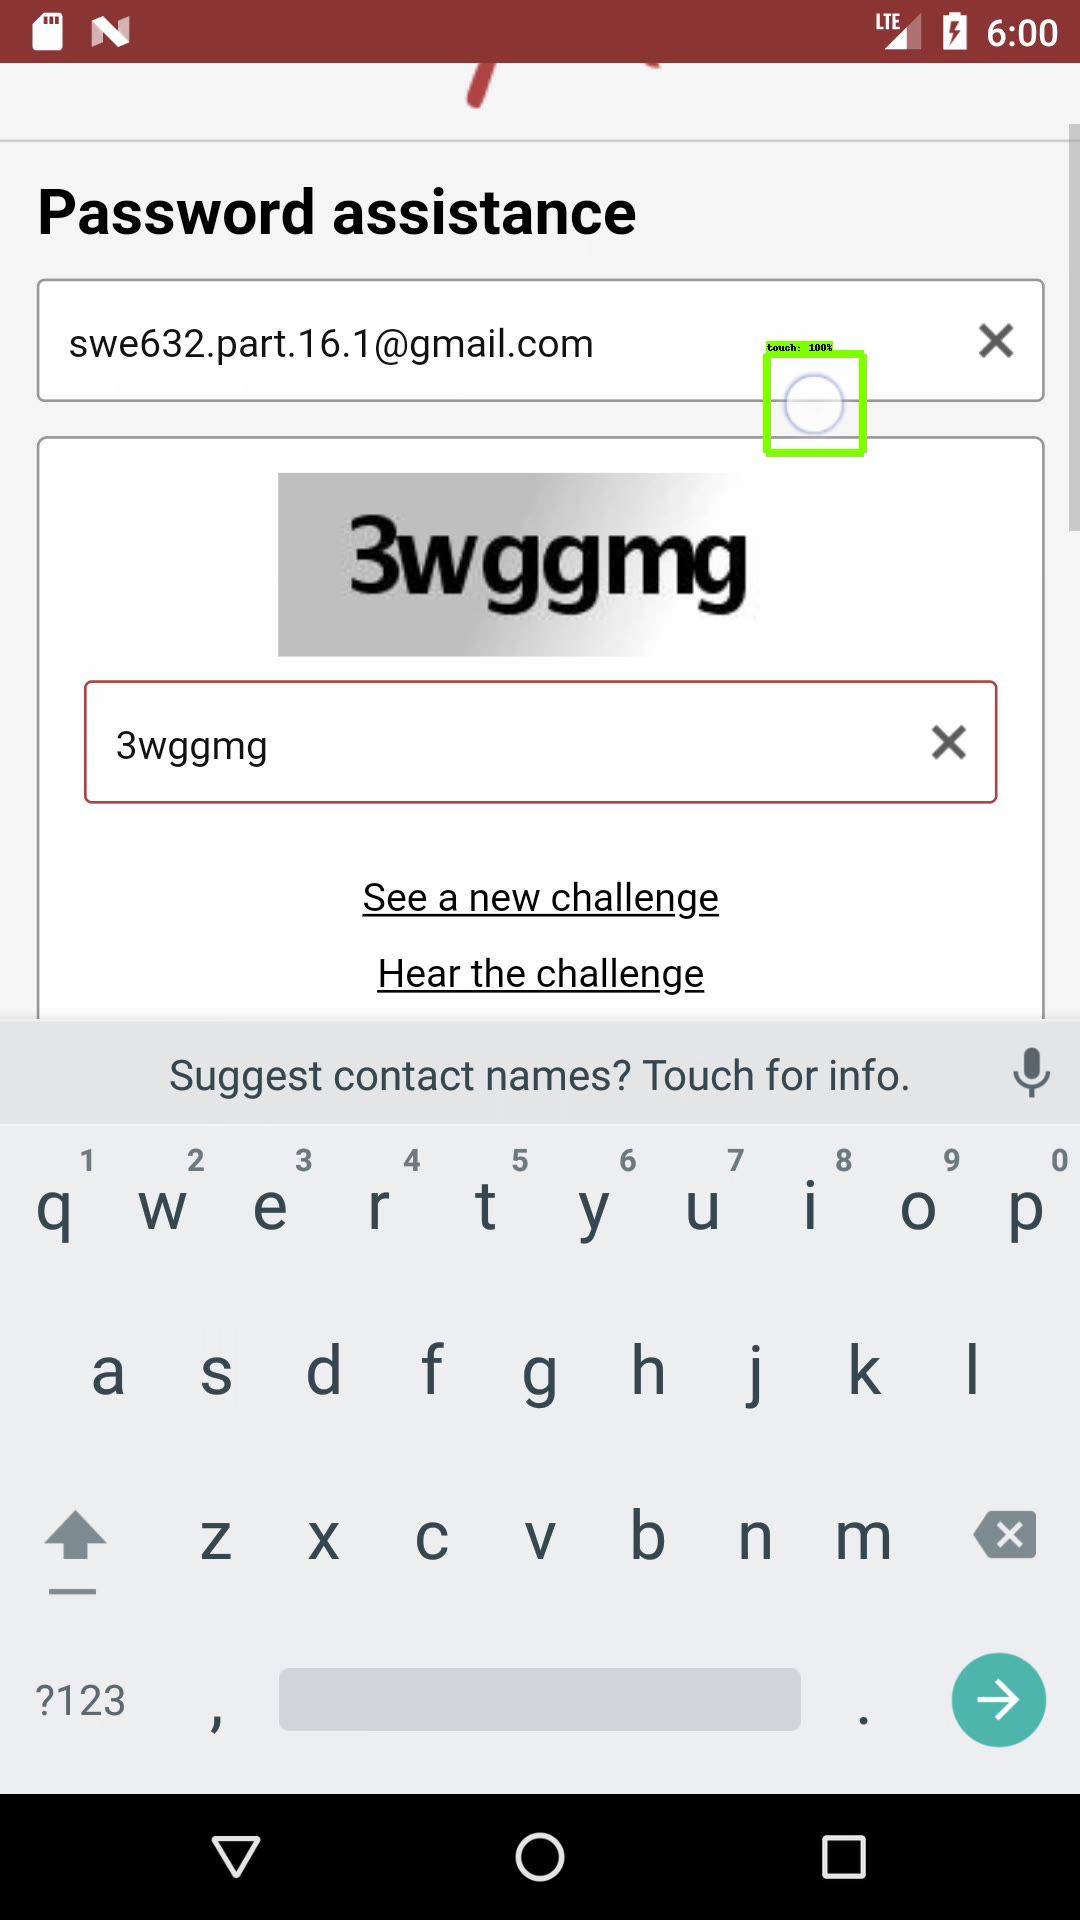 LTE 6:00
Password assistance
swe632.part.16.1@gmail.com
touch: 100%
3wggmg
3wggmg
See a new challenge
Hear the challenge
Suggest contact names? Touch for info.
1 2 3 4 5 6 7 8 9 0
q w e r t y u i o p
a s d f g h j k l
z x c v b n m
?123 , .